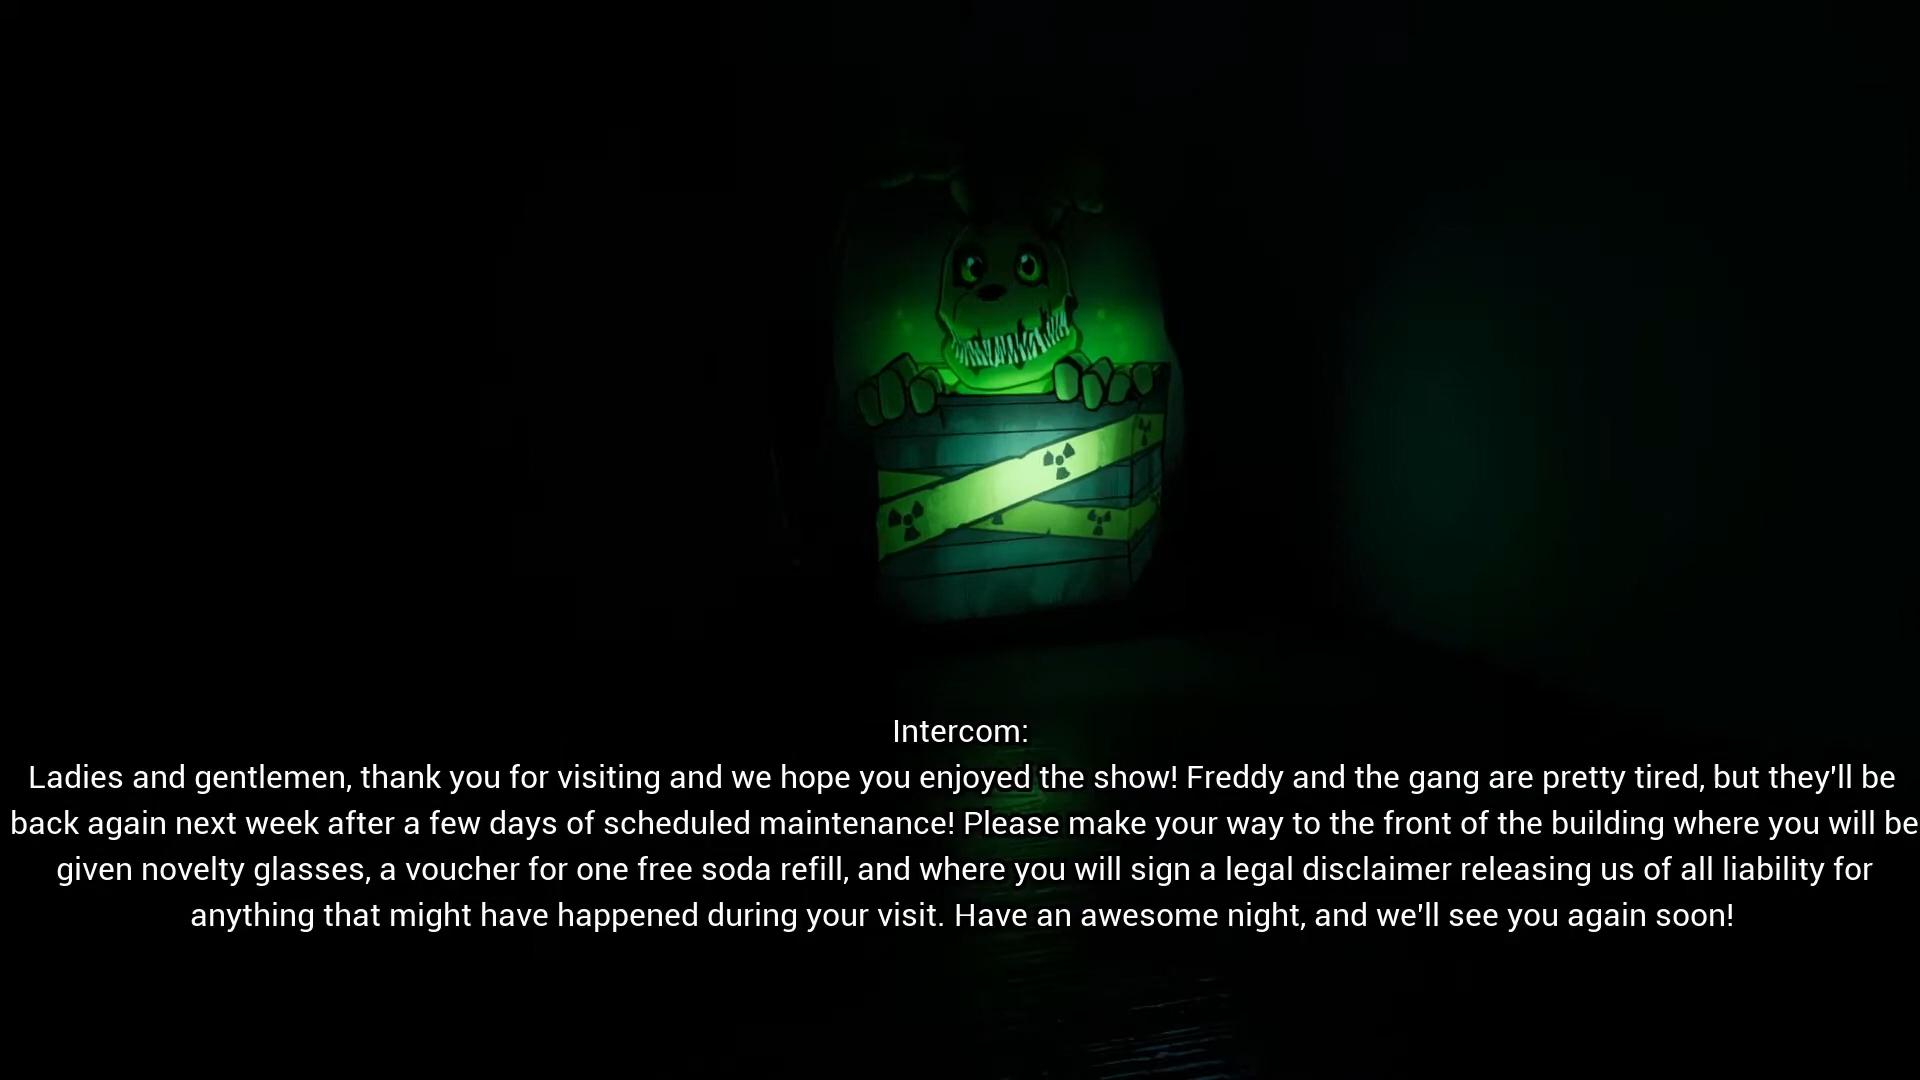 Intercom:
Ladies and gentlemen, thank you for visiting and we hope you enjoyed the show! Freddy and the gang are pretty tired, but they'll be
back again next week after a few days of scheduled maintenance! Please make your way to the front of the building where you will be
given novelty glasses, a voucher for one free soda refill, and where you will sign a legal disclaimer releasing us of all liability for
anything that might have happened during your visit. Have an awesome night, and we'll see you again soon!